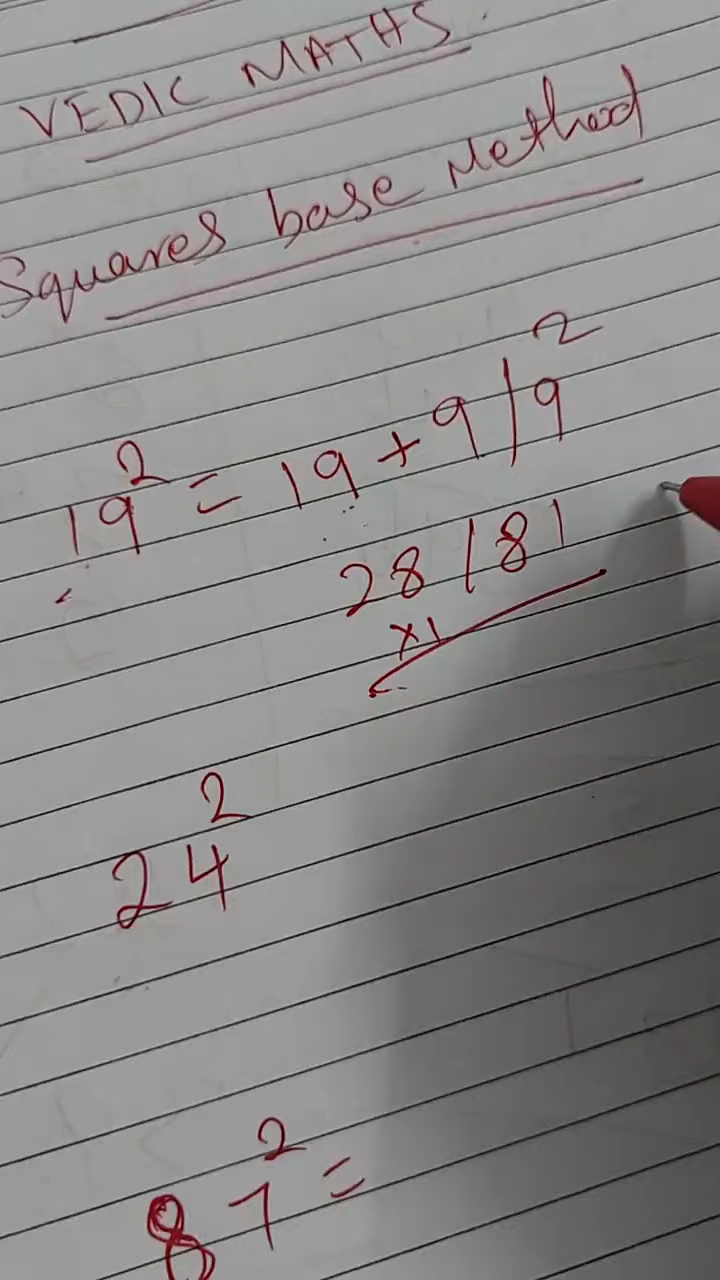 VEDIC MATHS
Squares base Method
19² = 19 + 9 / 9²
28 / 81
×1
24²
87² =